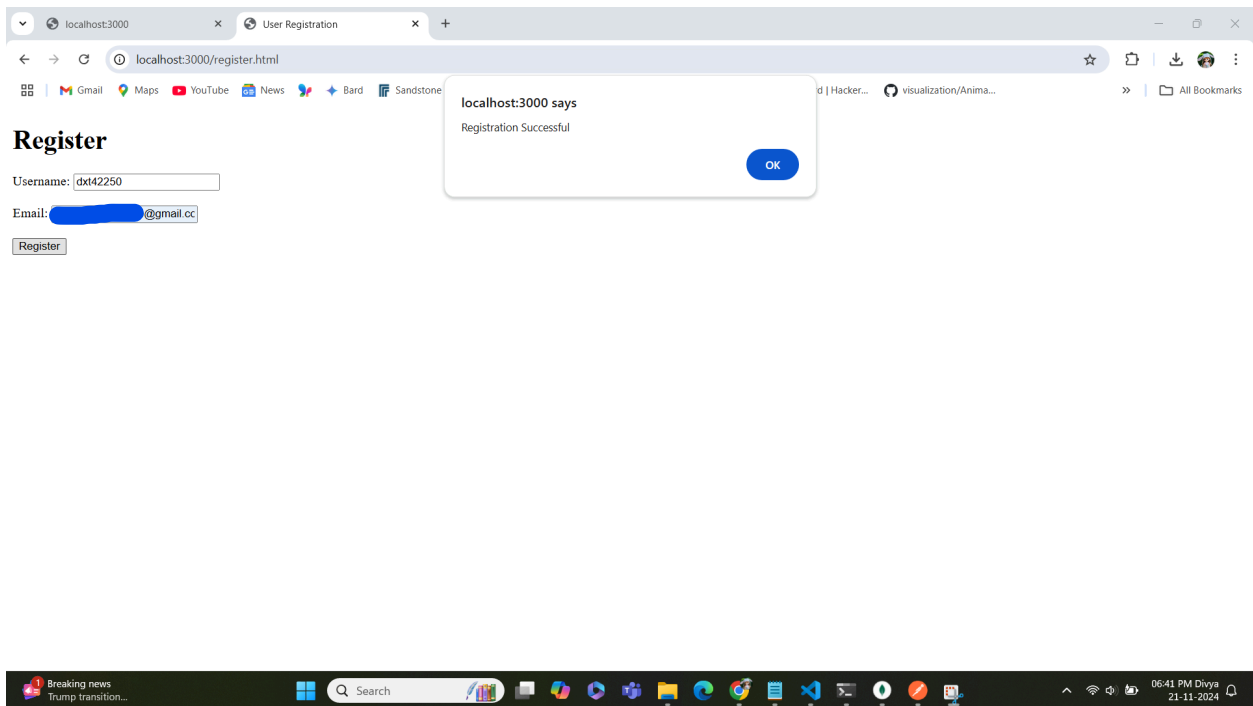 localhost:3000
User Registration
localhost:3000/register.html
Gmail Maps YouTube News Bard Sandstone d | Hacker... visualization/Anima... All Bookmarks
localhost:3000 says
Registration Successful
OK
Register
Username: dxt42250
Email: @gmail.cc
Register
1 Breaking news
Trump transition...
Search
06:41 PM Divya
21-11-2024